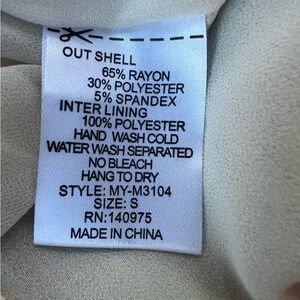 OUT SHELL
65% RAYON
30% POLYESTER
5% SPANDEX
INTER LINING
100% POLYESTER
HAND WASH COLD
WATER WASH SEPARATED
NO BLEACH
HANG TO DRY
STYLE: MY-M3104
SIZE: S
RN:140975
MADE IN CHINA